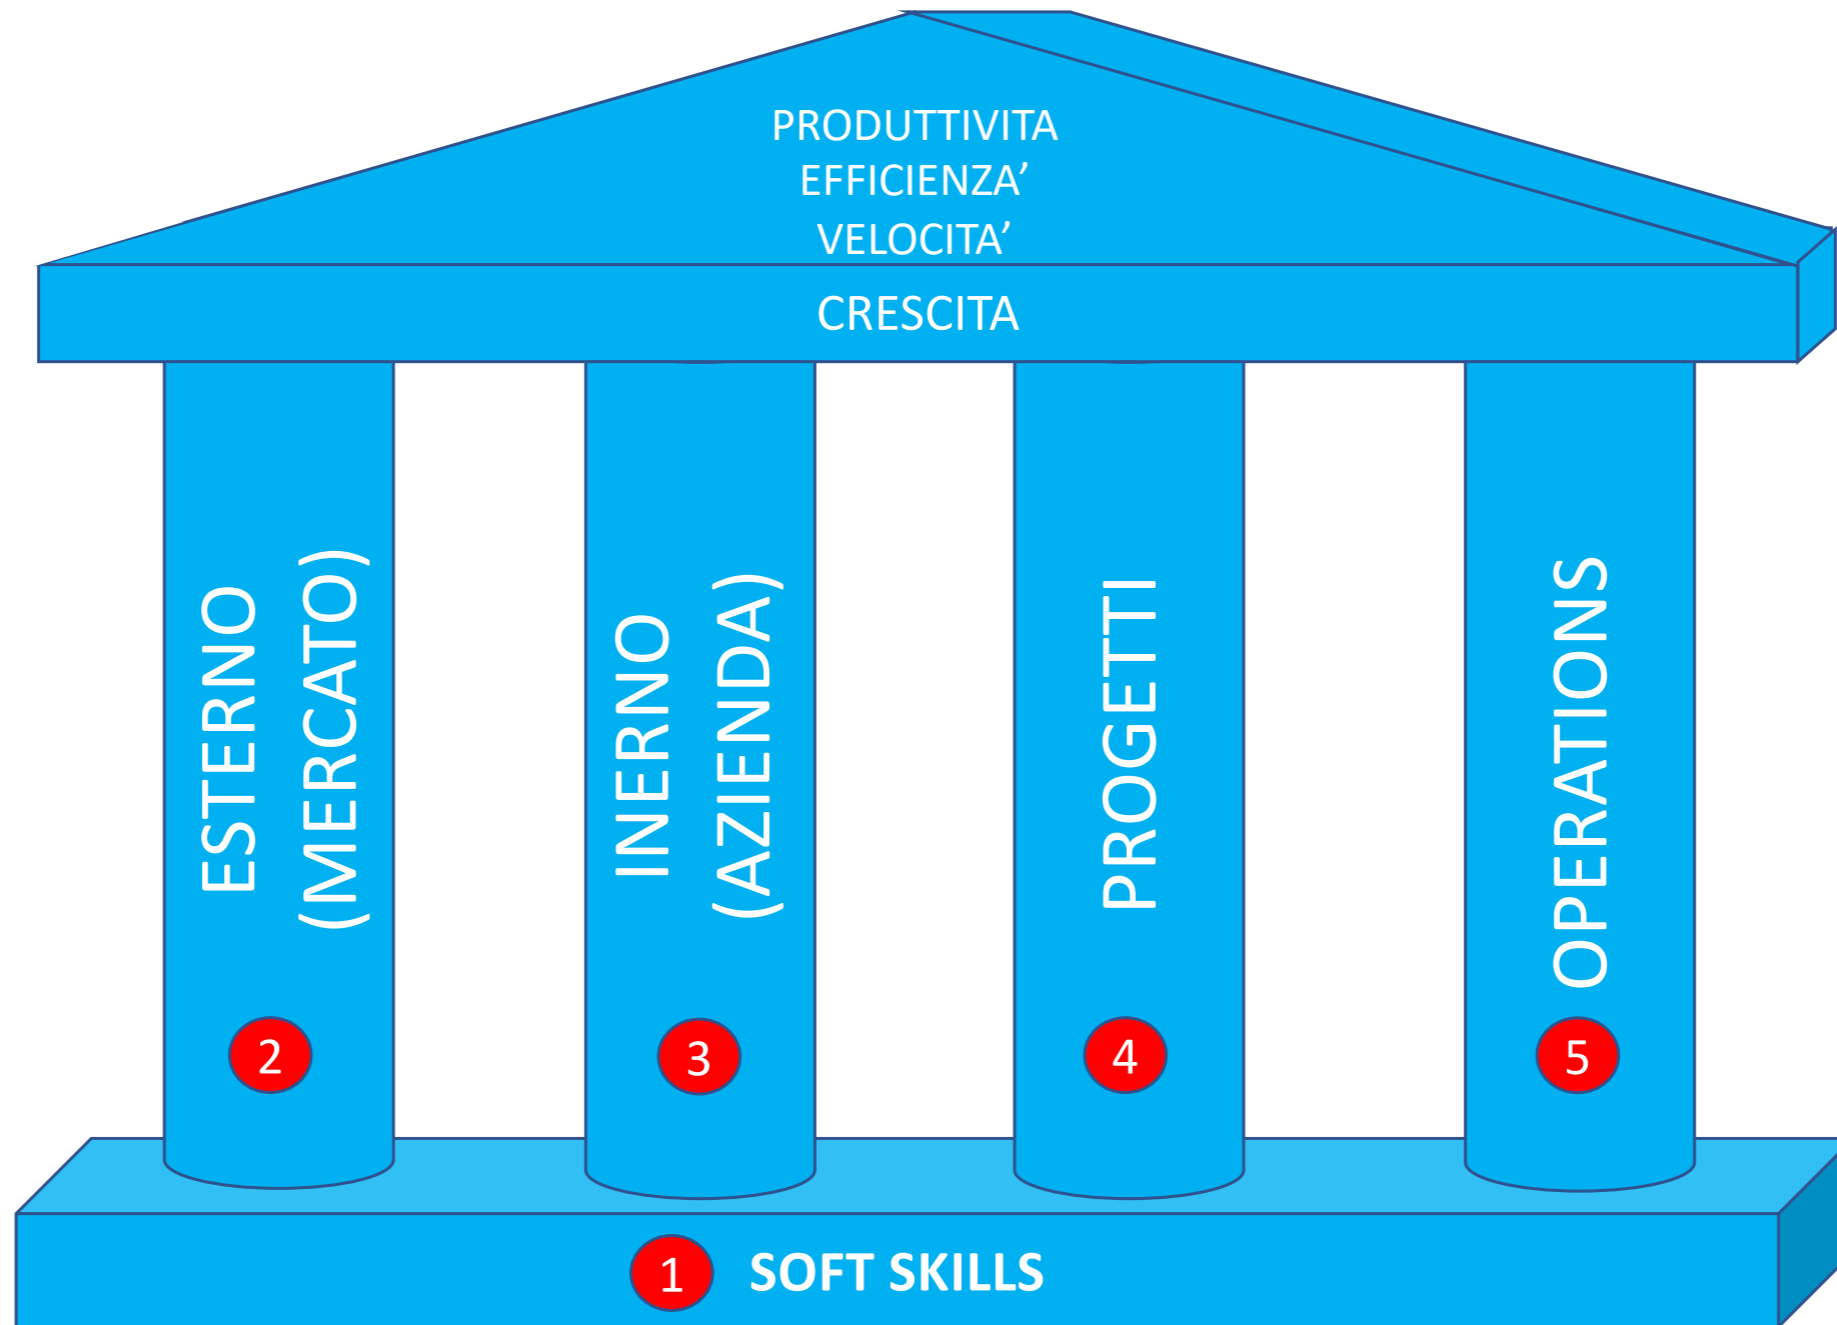 PRODUTTIVITA
EFFICIENZA’
VELOCITA’
CRESCITA
ESTERNO
(MERCATO)
2
INERNO
(AZIENDA)
3
PROGETTI
4
OPERATIONS
5
1 SOFT SKILLS